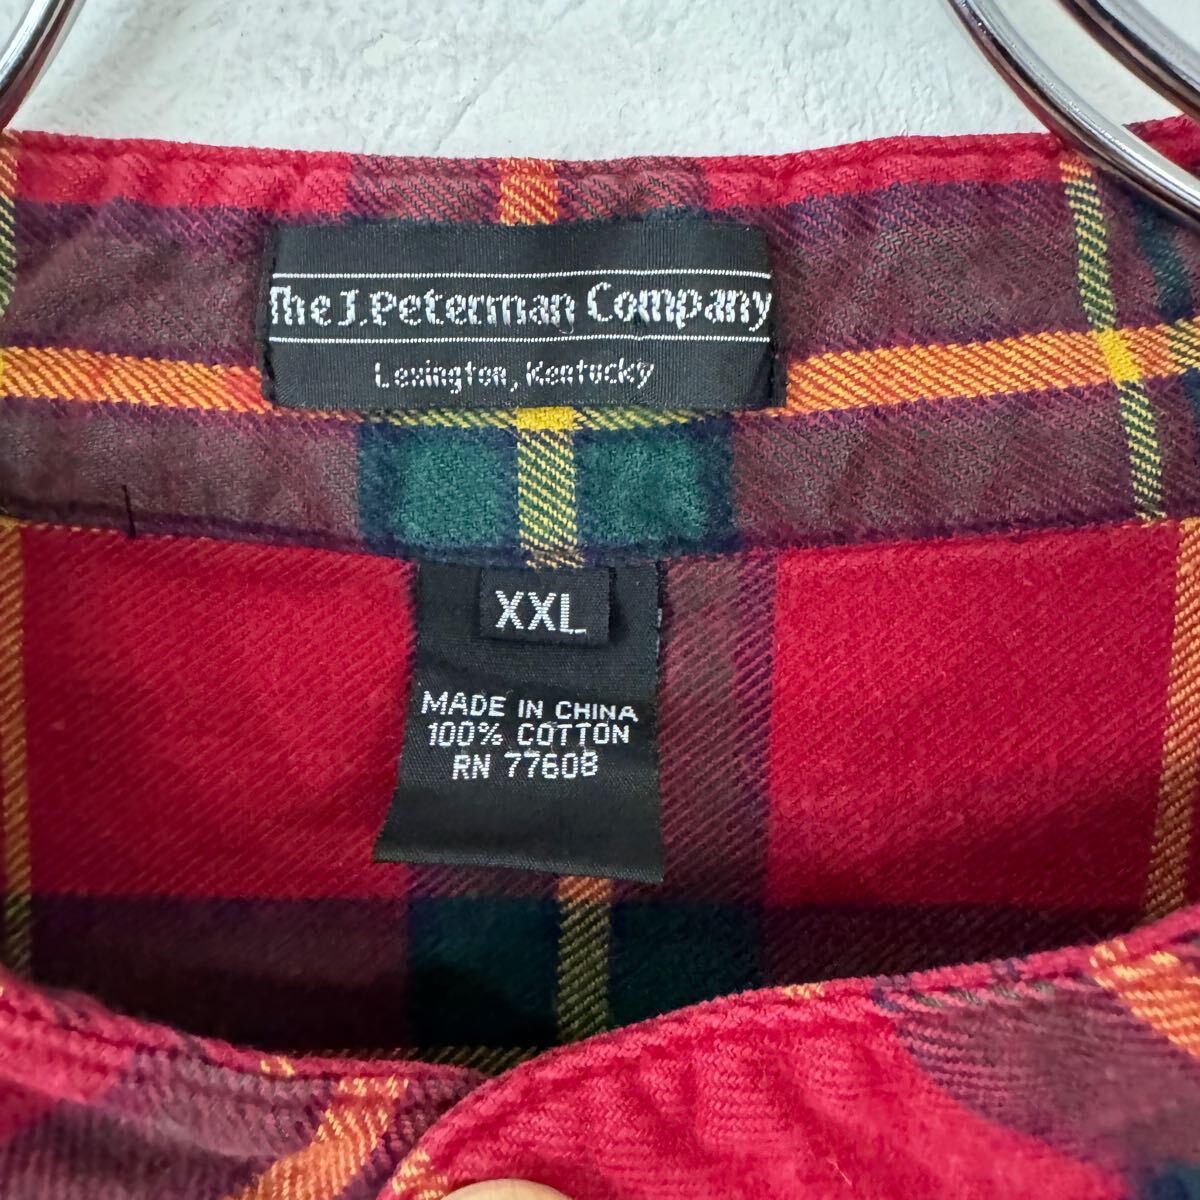 The J. Peterman Company
Lexington, Kentucky
XXL
MADE IN CHINA
100% COTTON
RN 77608